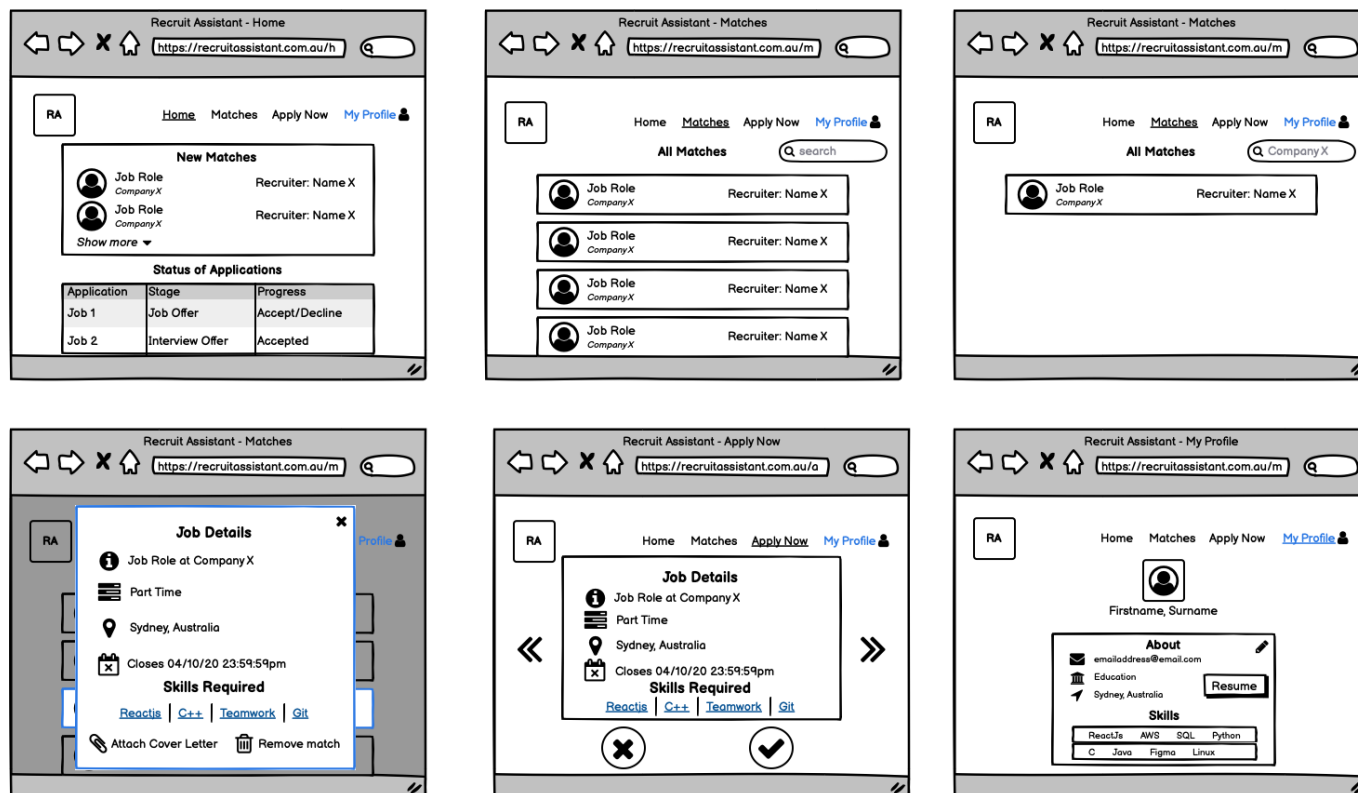 Recruit Assistant - Home
https://recruitassistant.com.au/h
RA
Home Matches Apply Now My Profile
New Matches
Job Role
CompanyX
Recruiter: Name X
Job Role
CompanyX
Recruiter: Name X
Show more
Status of Applications
Application Stage Progress
Job 1 Job Offer Accept/Decline
Job 2 Interview Offer Accepted
Recruit Assistant - Matches
https://recruitassistant.com.au/m
RA
Home Matches Apply Now My Profile
All Matches
search
Job Role
CompanyX
Recruiter: Name X
Job Role
CompanyX
Recruiter: Name X
Job Role
CompanyX
Recruiter: Name X
Job Role
CompanyX
Recruiter: Name X
Recruit Assistant - Matches
https://recruitassistant.com.au/m
RA
Home Matches Apply Now My Profile
All Matches
Company X
Job Role
CompanyX
Recruiter: Name X
Recruit Assistant - Matches
https://recruitassistant.com.au/m
RA
Profile
Job Details
Job Role at Company X
Part Time
Sydney, Australia
Closes 04/10/20 23:59:59pm
Skills Required
Reactjs C++ Teamwork Git
Attach Cover Letter Remove match
Recruit Assistant - Apply Now
https://recruitassistant.com.au/a
RA
Home Matches Apply Now My Profile
Job Details
Job Role at Company X
Part Time
Sydney, Australia
Closes 04/10/20 23:59:59pm
Skills Required
Reactjs C++ Teamwork Git
Recruit Assistant - My Profile
https://recruitassistant.com.au/m
RA
Home Matches Apply Now My Profile
Firstname, Surname
About
emailaddress@email.com
Education
Sydney, Australia
Resume
Skills
ReactJs AWS SQL Python
C Java Figma Linux